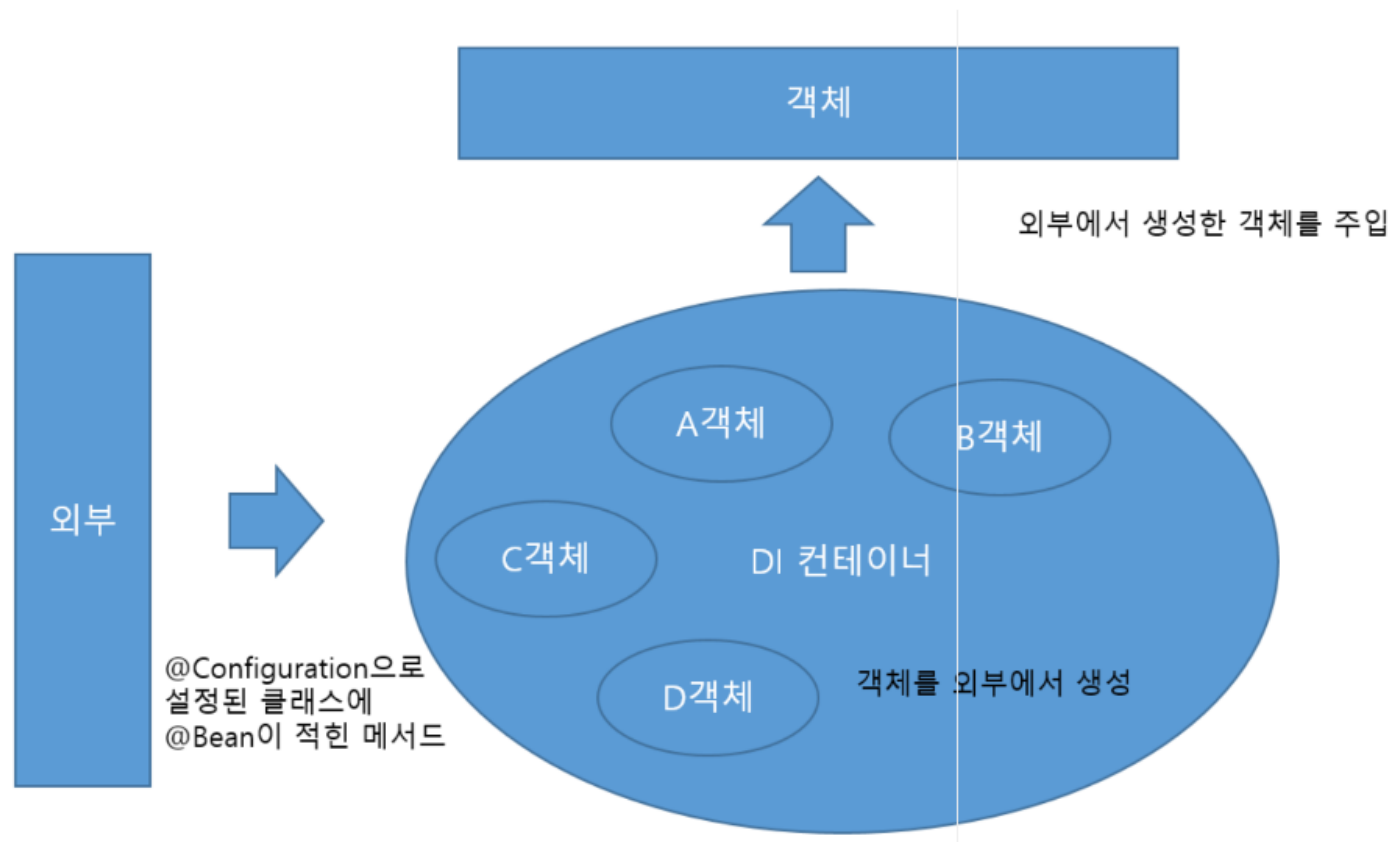 객체
외부에서 생성한 객체를 주입
A객체
B객체
외부
C객체
DI 컨테이너
@Configuration으로
설정된 클래스에
@Bean이 적힌 메서드
D객체
객체를 외부에서 생성